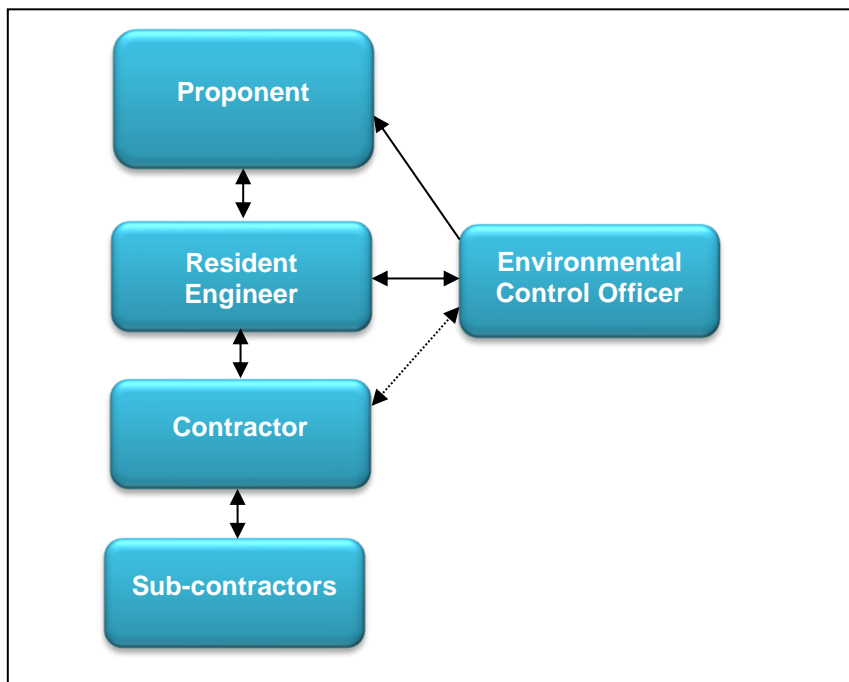 Proponent
Resident
Engineer
Environmental
Control Officer
Contractor
Sub-contractors